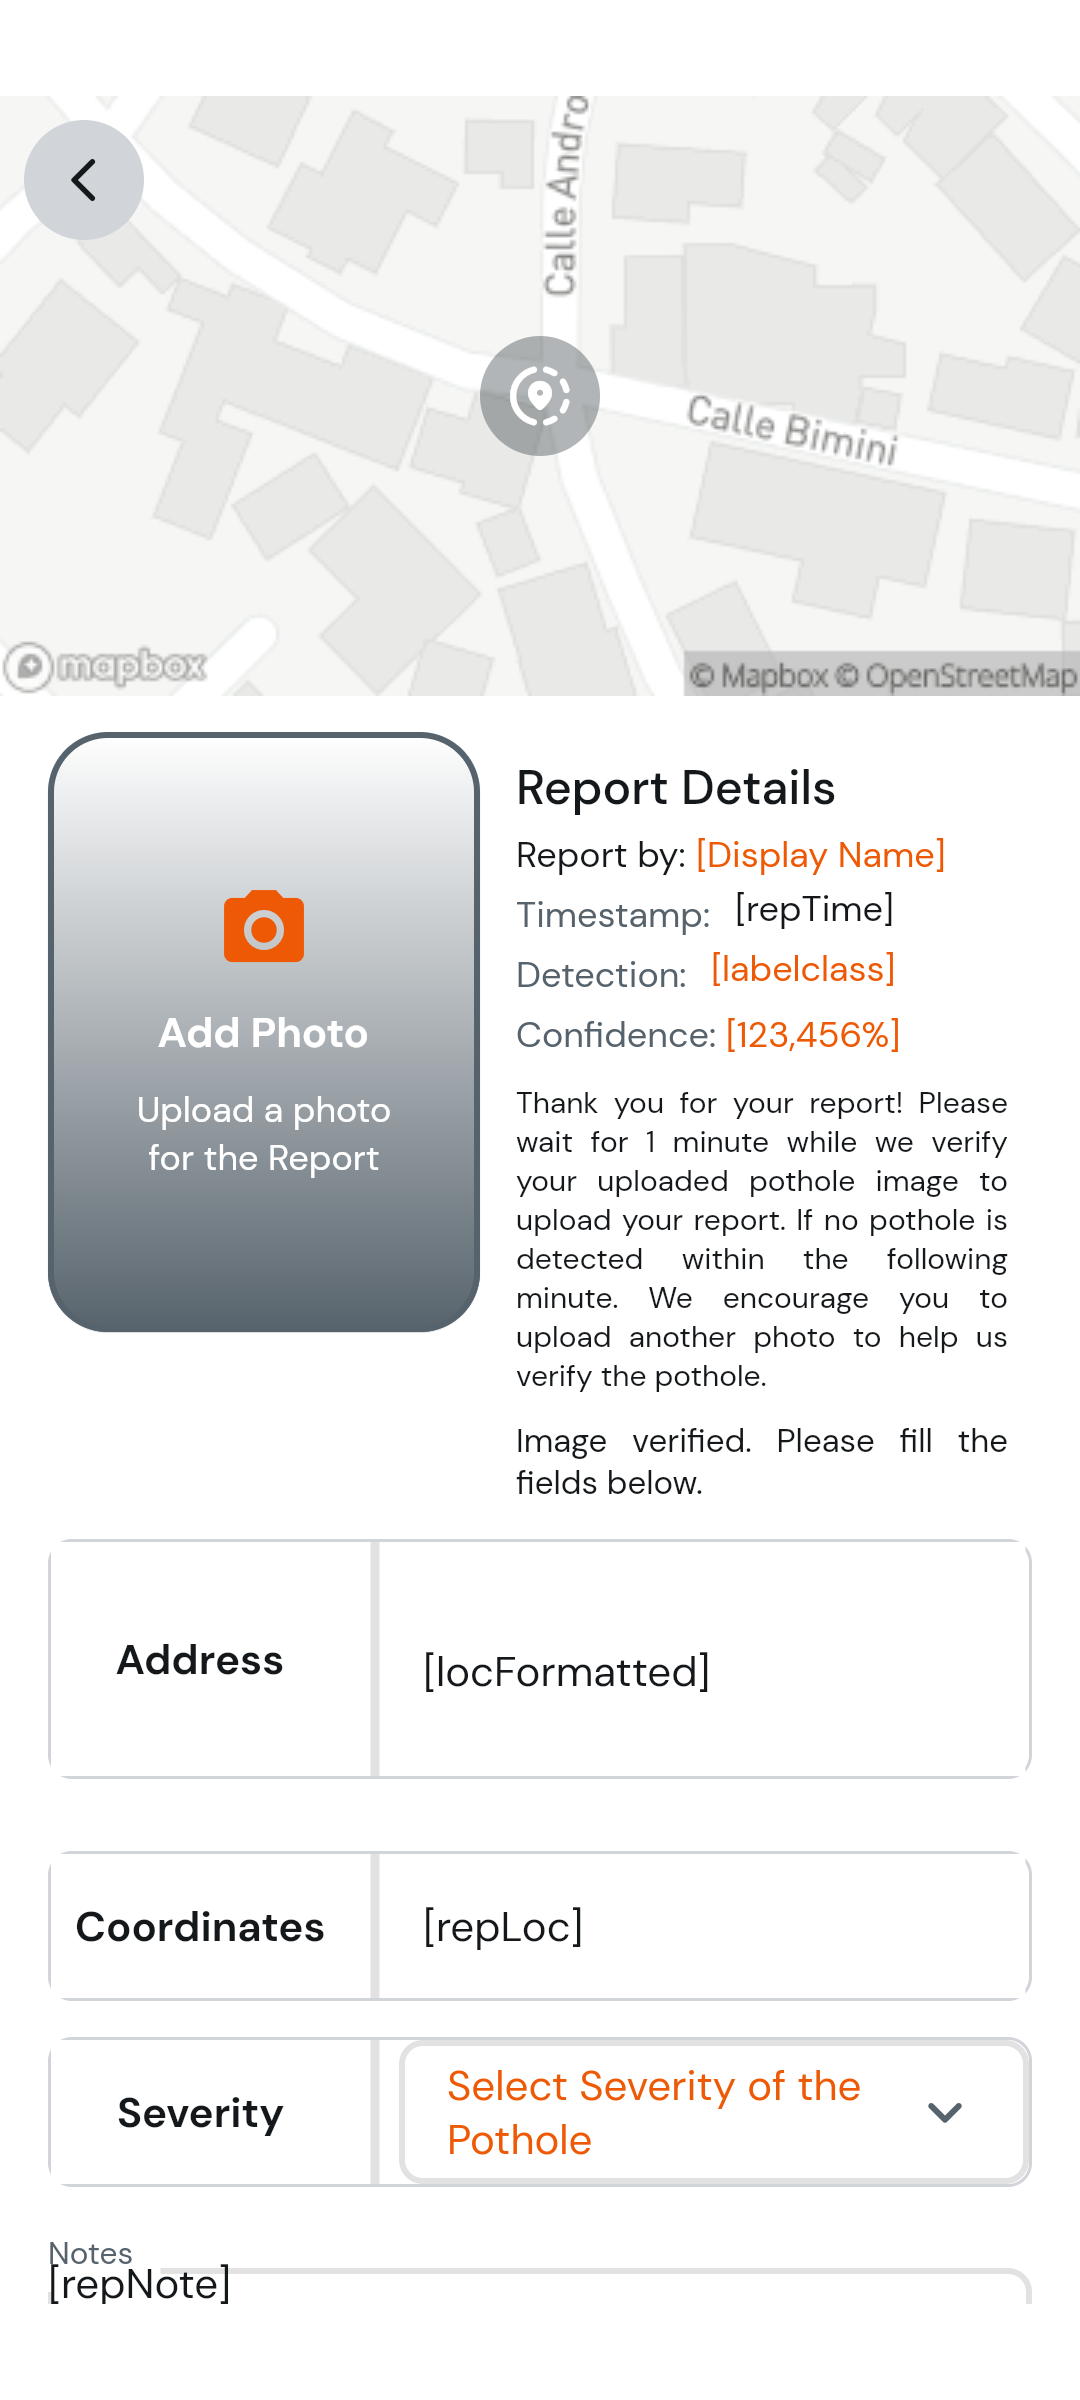 Calle Andro
Calle Bimini
mapbox
© Mapbox © OpenStreetMap
Add Photo
Upload a photo
for the Report
Report Details
Report by: [Display Name]
Timestamp: [repTime]
Detection: [labelclass]
Confidence: [123,456%]
Thank you for your report! Please
wait for 1 minute while we verify
your uploaded pothole image to
upload your report. If no pothole is
detected within the following
minute. We encourage you to
upload another photo to help us
verify the pothole.
Image verified. Please fill the
fields below.
Address
[locFormatted]
Coordinates
[repLoc]
Severity
Select Severity of the
Pothole
Notes
[repNote]